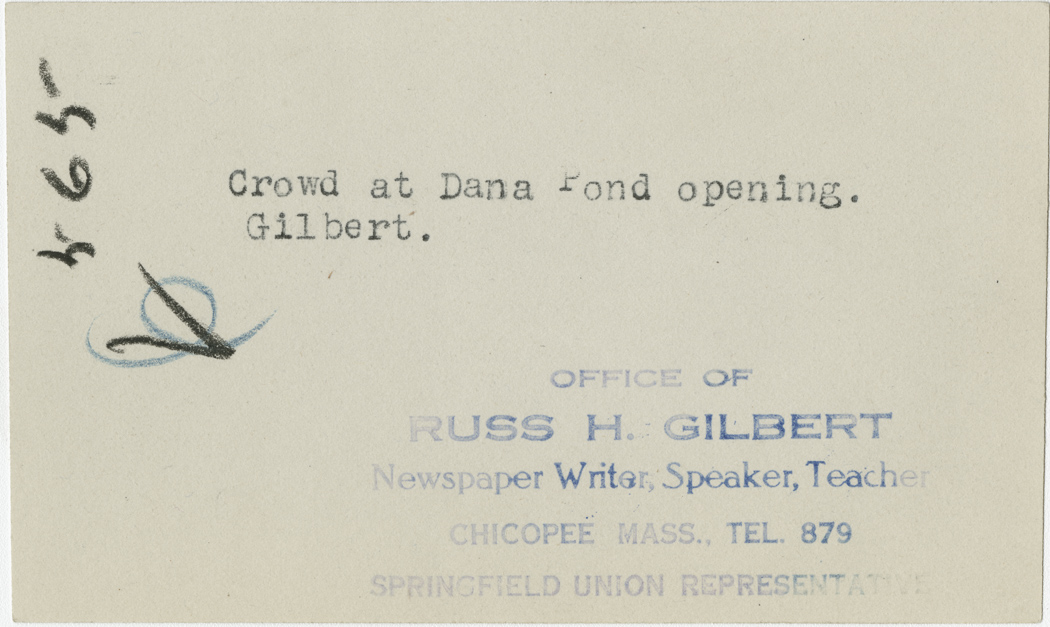 Crowd at Dana Pond opening.
Gilbert.
OFFICE OF
RUSS H. GILBERT
Newspaper Writer, Speaker, Teacher
CHICOPEE MASS., TEL. 879
SPRINGFIELD UNION REPRESENTATIVE